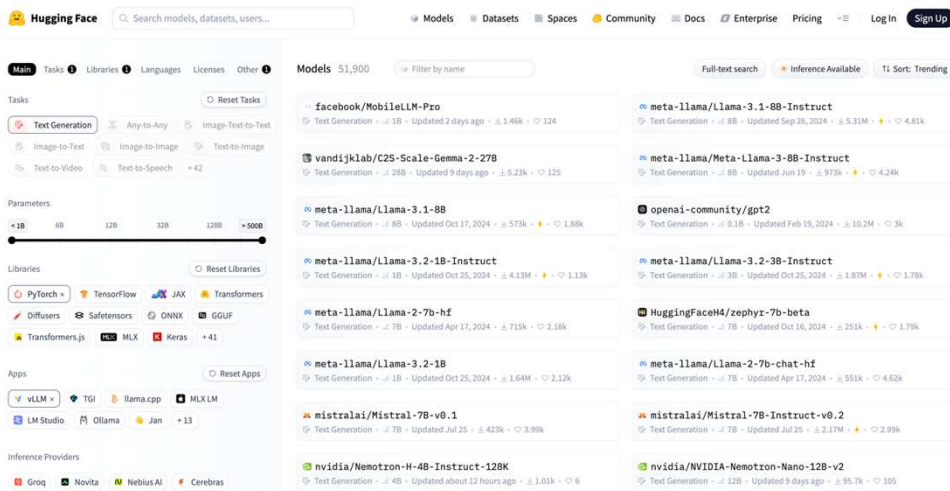 Hugging Face
Search models, datasets, users...
Models
Datasets
Spaces
Community
Docs
Enterprise
Pricing
Log In
Sign Up
Main
Tasks 1
Libraries 1
Languages
Licenses
Other 1
Tasks
Reset Tasks
Text Generation
Any-to-Any
Image-Text-to-Text
Image-to-Text
Image-to-Image
Text-to-Image
Text-to-Video
Text-to-Speech
+ 42
Parameters
< 1B
6B
12B
32B
128B
> 500B
Libraries
Reset Libraries
PyTorch ×
TensorFlow
JAX
Transformers
Diffusers
Safetensors
ONNX
GGUF
Transformers.js
MLX
MLX
Keras
+ 41
Apps
Reset Apps
vLLM ×
TGI
llama.cpp
MLX LM
LM Studio
Ollama
Jan
+ 13
Inference Providers
Groq
Novita
Nebius AI
Cerebras
Models 51,900
Filter by name
Full-text search
Inference Available
Sort: Trending
facebook/MobileLLM-Pro
Text Generation • 1B • Updated 2 days ago • 1.46k • 124
meta-llama/Llama-3.1-8B-Instruct
Text Generation • 8B • Updated Sep 26, 2024 • 5.31M • 4.81k
vandijklab/C2S-Scale-Gemma-2-27B
Text Generation • 28B • Updated 9 days ago • 5.23k • 125
meta-llama/Meta-Llama-3-8B-Instruct
Text Generation • 8B • Updated Jun 19 • 973k • 4.24k
meta-llama/Llama-3.1-8B
Text Generation • 8B • Updated Oct 17, 2024 • 573k • 1.88k
openai-community/gpt2
Text Generation • 0.1B • Updated Feb 19, 2024 • 10.2M • 3k
meta-llama/Llama-3.2-1B-Instruct
Text Generation • 1B • Updated Oct 25, 2024 • 4.13M • 1.13k
meta-llama/Llama-3.2-3B-Instruct
Text Generation • 3B • Updated Oct 25, 2024 • 1.87M • 1.78k
meta-llama/Llama-2-7b-hf
Text Generation • 7B • Updated Apr 17, 2024 • 715k • 2.18k
HuggingFaceH4/zephyr-7b-beta
Text Generation • 7B • Updated Oct 16, 2024 • 251k • 1.79k
meta-llama/Llama-3.2-1B
Text Generation • 1B • Updated Oct 25, 2024 • 1.64M • 2.12k
meta-llama/Llama-2-7b-chat-hf
Text Generation • 7B • Updated Apr 17, 2024 • 551k • 4.62k
mistralai/Mistral-7B-v0.1
Text Generation • 7B • Updated Jul 25 • 423k • 3.99k
mistralai/Mistral-7B-Instruct-v0.2
Text Generation • 7B • Updated Jul 25 • 2.17M • 2.99k
nvidia/Nemotron-H-4B-Instruct-128K
Text Generation • 4B • Updated about 12 hours ago • 1.01k • 6
nvidia/NVIDIA-Nemotron-Nano-12B-v2
Text Generation • 12B • Updated 9 days ago • 95.7k • 105